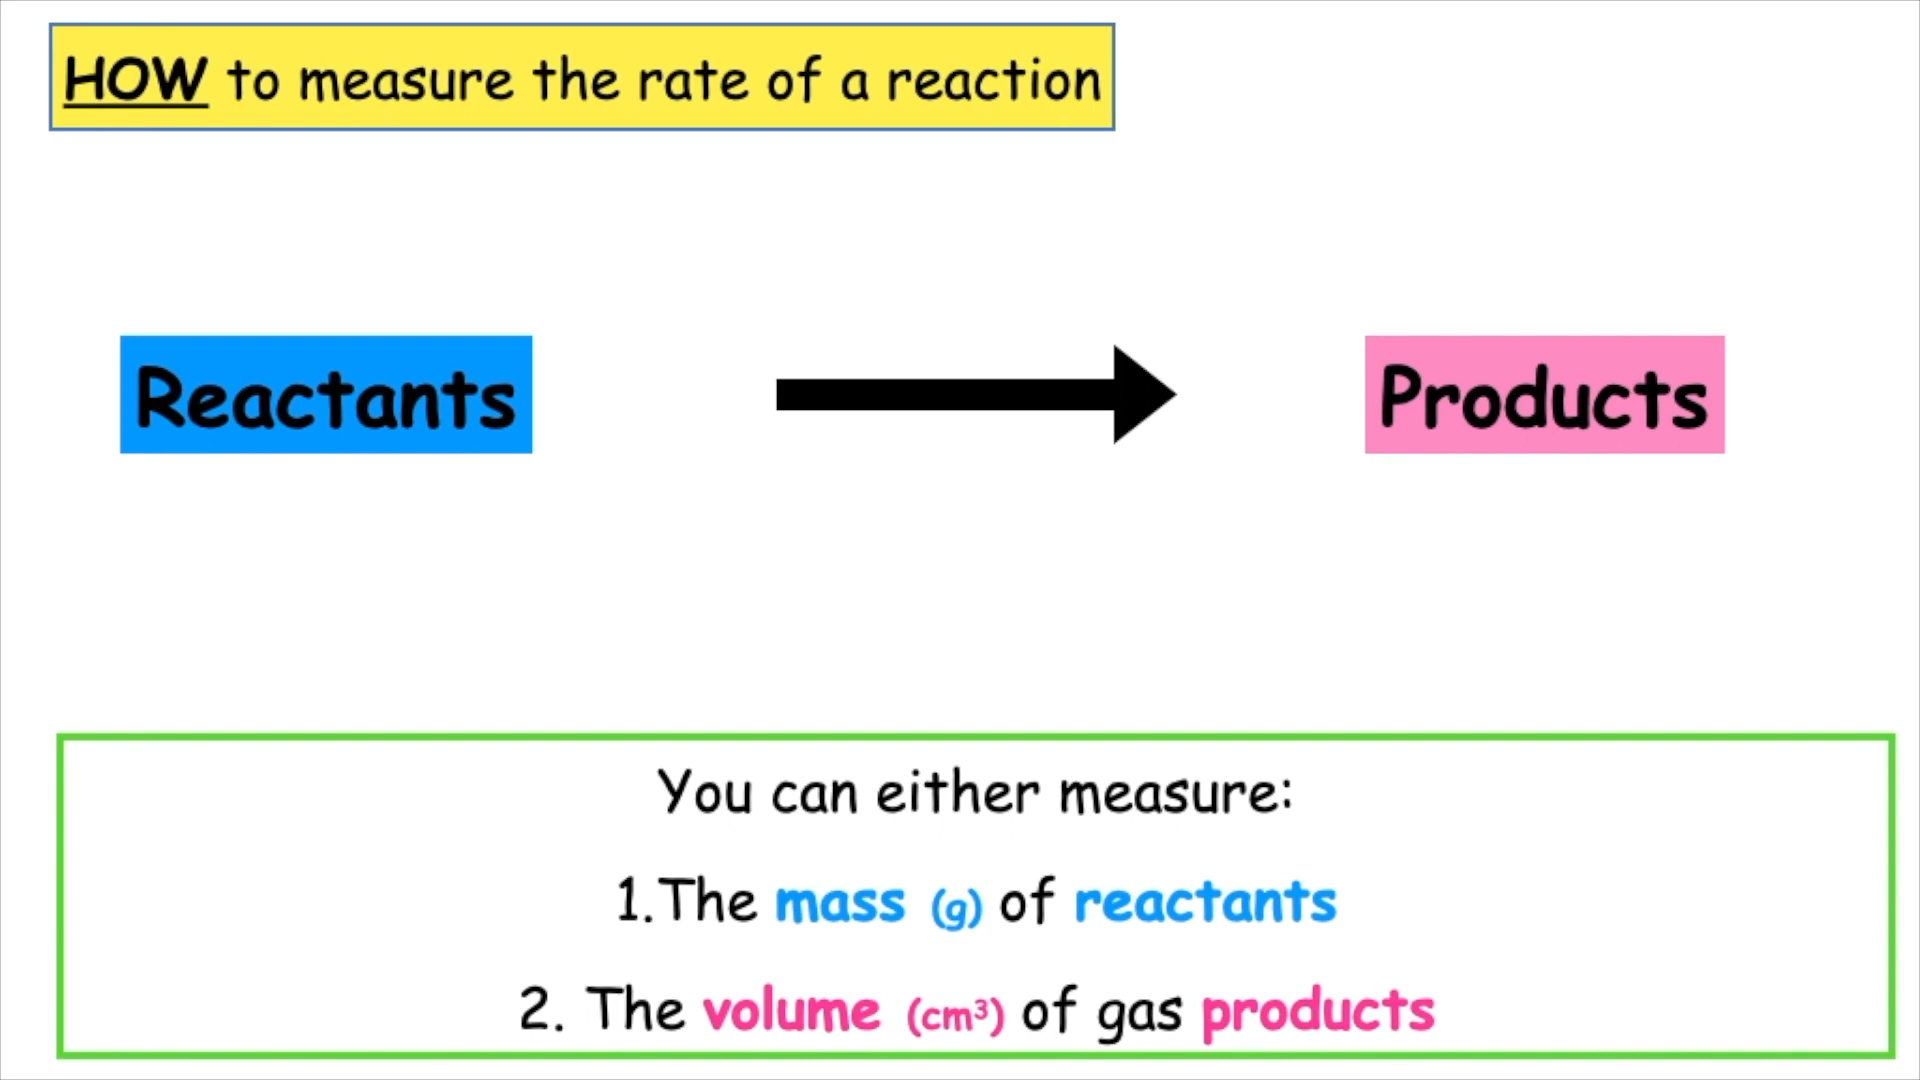 HOW to measure the rate of a reaction
Reactants
Products
You can either measure:
1.The mass (g) of reactants
2. The volume (cm³) of gas products